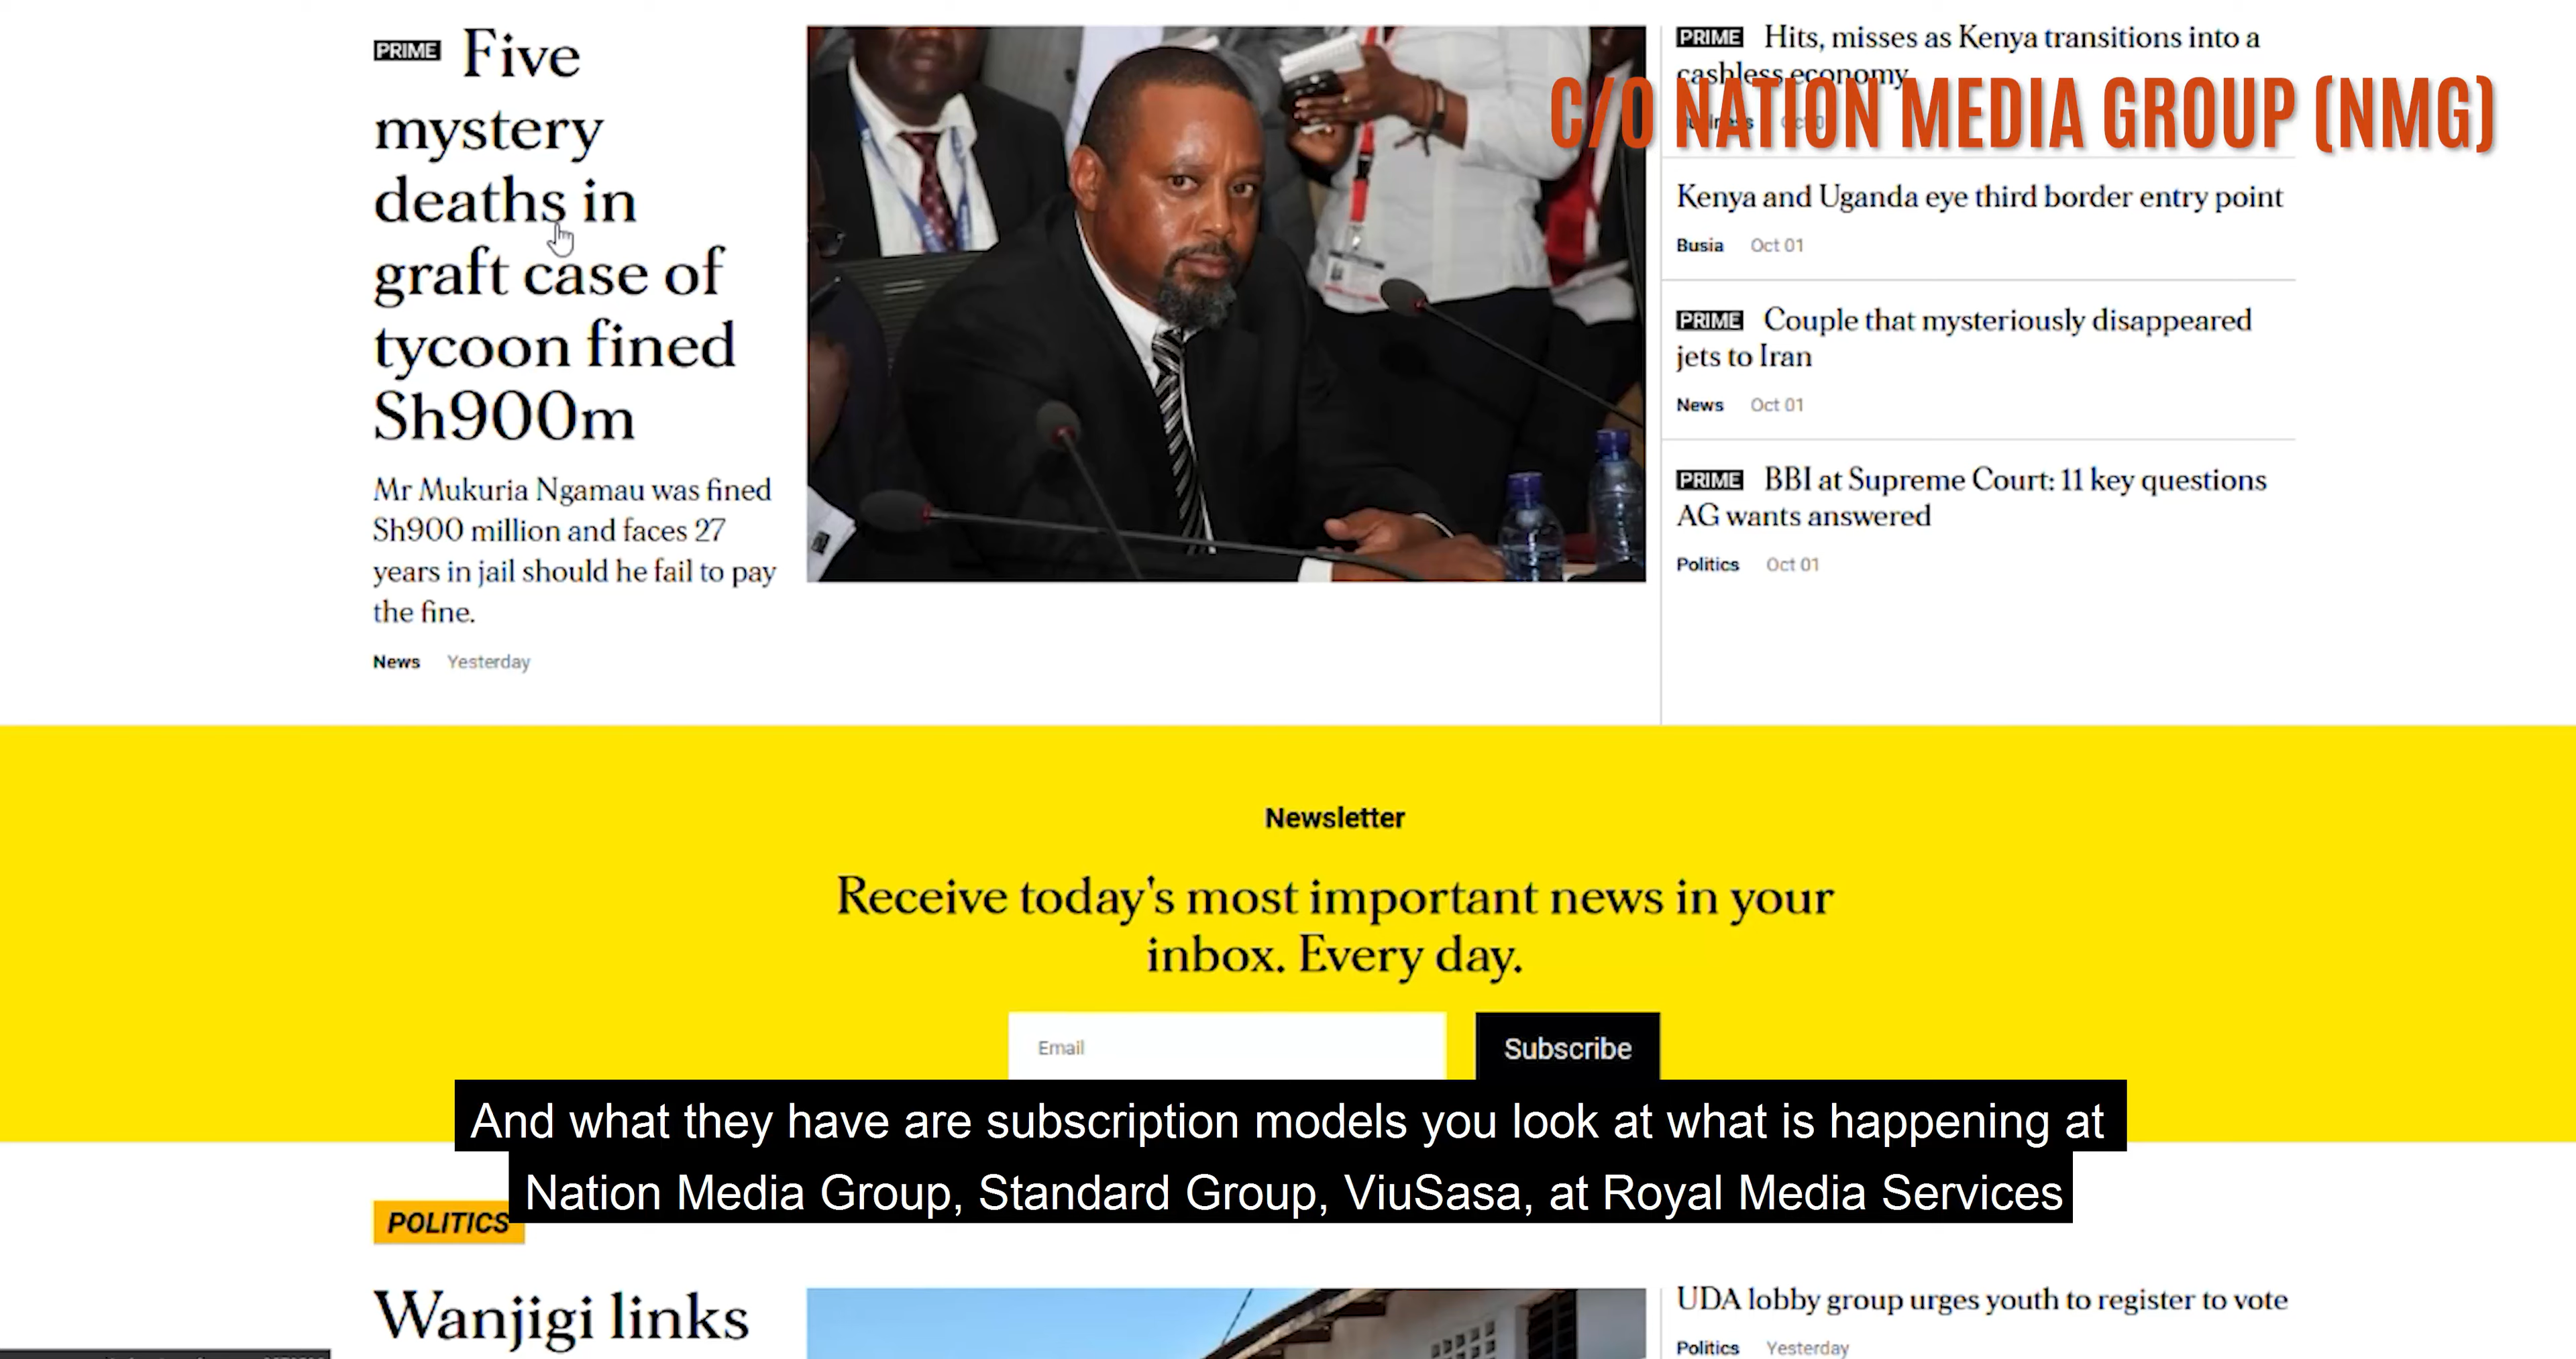 PRIME Five
mystery
deaths in
graft case of
tycoon fined
Sh900m
Mr Mukuria Ngamau was fined
Sh900 million and faces 27
years in jail should he fail to pay
the fine.
News Yesterday
PRIME Hits, misses as Kenya transitions into a
cashless economy
C/O NATION MEDIA GROUP (NMG)
Kenya and Uganda eye third border entry point
Busia Oct 01
PRIME Couple that mysteriously disappeared
jets to Iran
News Oct 01
PRIME BBI at Supreme Court: 11 key questions
AG wants answered
Politics Oct 01
Newsletter
Receive today's most important news in your
inbox. Every day.
Email
Subscribe
And what they have are subscription models you look at what is happening at
Nation Media Group, Standard Group, ViuSasa, at Royal Media Services
POLITICS
Wanjigi links
UDA lobby group urges youth to register to vote
Politics Yesterday